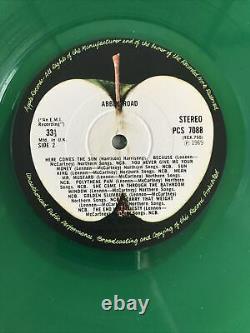 Apple Records All Rights of the Manufacturer and of the Owner of the Recorded Work Reserved
ABBEY ROAD
("An E.M.I.
Recording")
33⅓
Mfd. in U.K.
SIDE 2
STEREO
PCS 7088
(YEX.750)
℗ 1969
HERE COMES THE SUN (Harrison) Harrisongs. BECAUSE (Lennon—
McCartney) Northern Songs. NCB. YOU NEVER GIVE ME YOUR
MONEY (Lennon—McCartney) Northern Songs. NCB. SUN
KING (Lennon—McCartney) Northern Songs. NCB. MEAN
MR. MUSTARD (Lennon—McCartney) Northern Songs.
NCB. POLYTHENE PAM (Lennon—McCartney) Northern
Songs. NCB. SHE CAME IN THROUGH THE BATHROOM
WINDOW (Lennon—McCartney) Northern Songs.
NCB. GOLDEN SLUMBERS (Lennon—McCartney)
Northern Songs. NCB. CARRY THAT WEIGHT
(Lennon—McCartney) Northern Songs.
NCB. THE END (Lennon—McCartney) Northern
Songs. NCB.
Unauthorised Public Performance, Broadcasting and Copying of this Record Prohibited